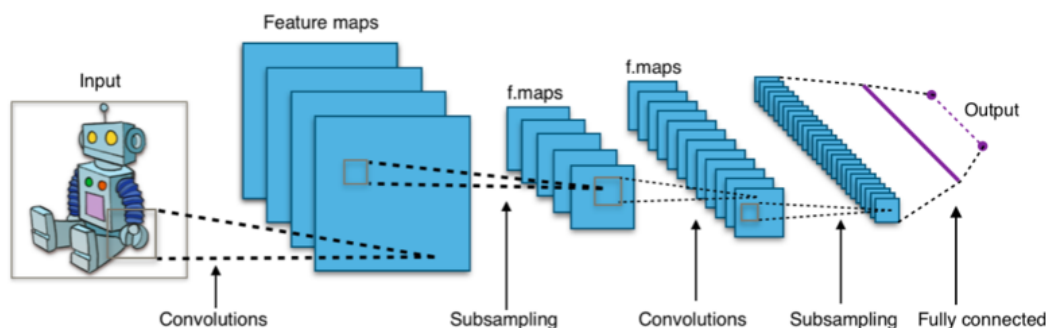 Feature maps
Input
f.maps
f.maps
Output
Convolutions
Subsampling
Convolutions
Subsampling
Fully connected